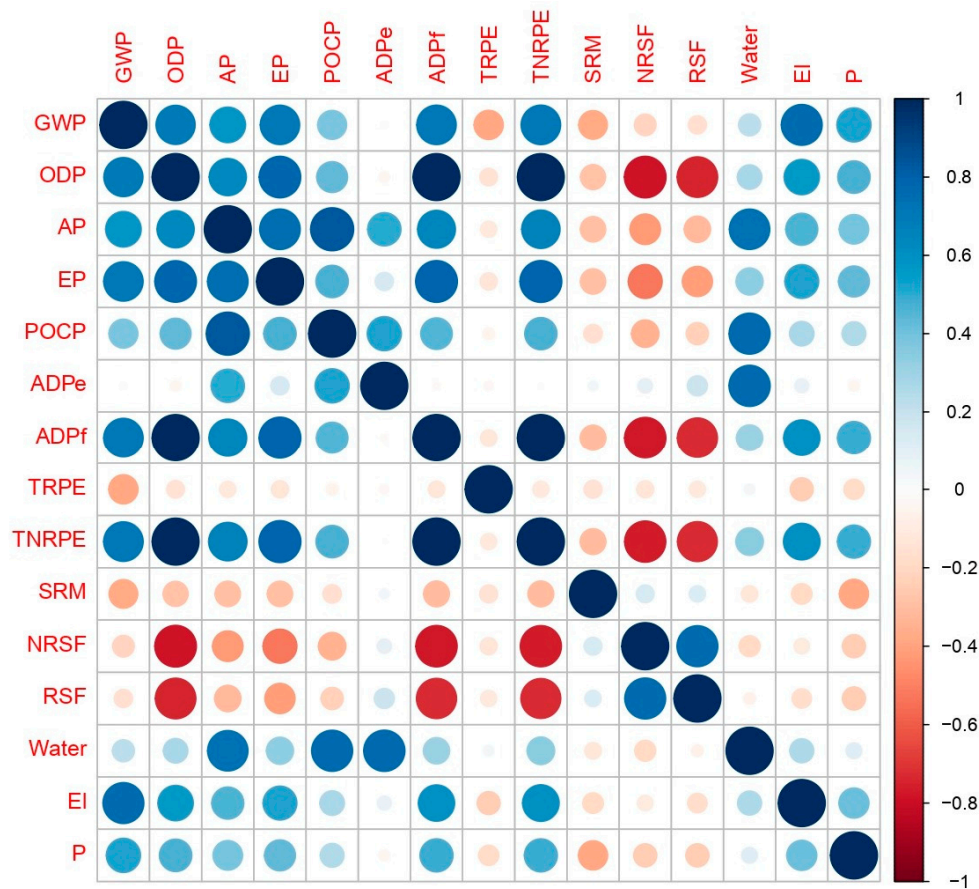 GWP ODP AP EP POCP ADPe ADPf TRPE TNRPE SRM NRSF RSF Water EI P
GWP
ODP
AP
EP
POCP
ADPe
ADPf
TRPE
TNRPE
SRM
NRSF
RSF
Water
EI
P
1
0.8
0.6
0.4
0.2
0
−0.2
−0.4
−0.6
−0.8
−1